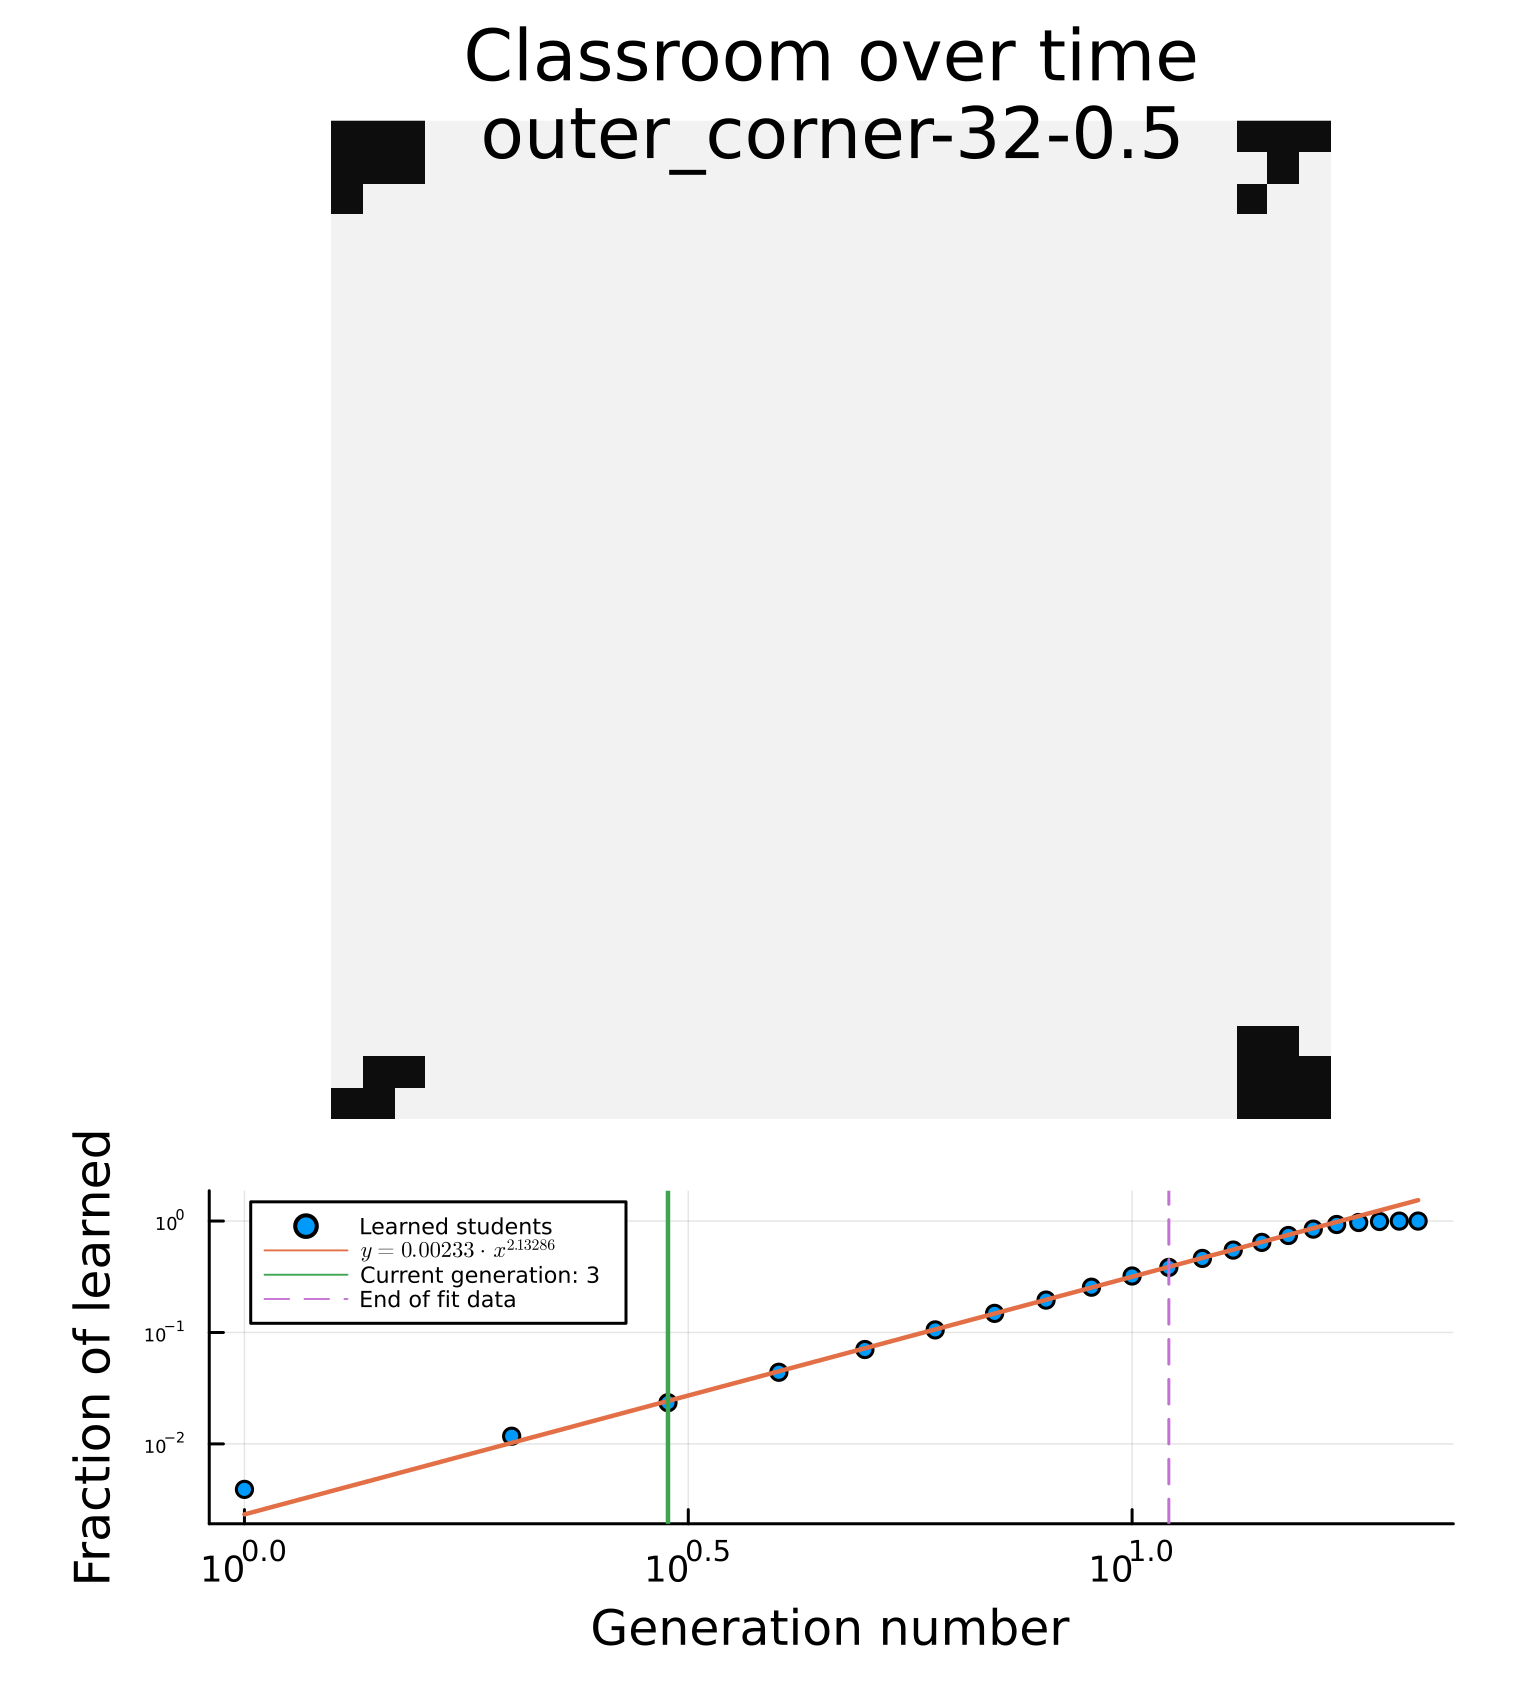 Classroom over time
outer_corner-32-0.5
Fraction of learned
10^0
10^-1
10^-2
Learned students
y = 0.00233 · x^2.13286
Current generation: 3
End of fit data
10^0.0
10^0.5
10^1.0
Generation number